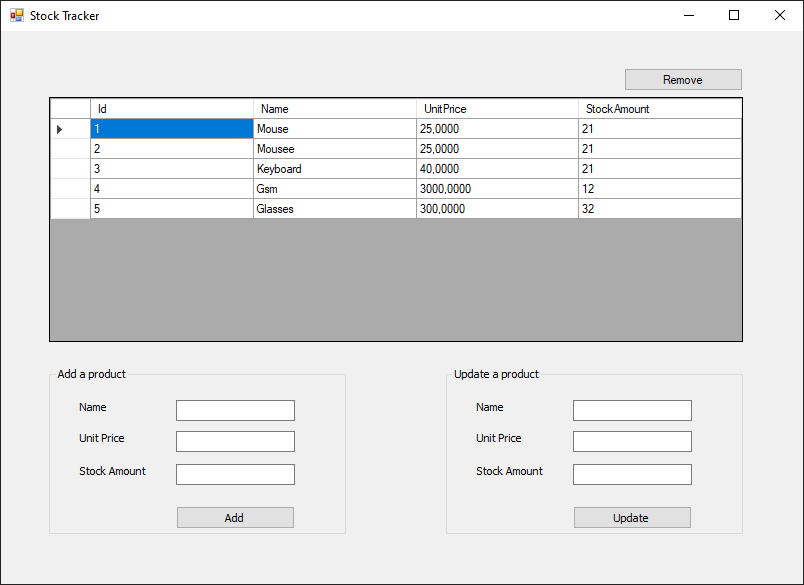 Stock Tracker
Remove
Id Name UnitPrice StockAmount
1 Mouse 25,0000 21
2 Mousee 25,0000 21
3 Keyboard 40,0000 21
4 Gsm 3000,0000 12
5 Glasses 300,0000 32
Add a product
Name
Unit Price
Stock Amount
Add
Update a product
Name
Unit Price
Stock Amount
Update